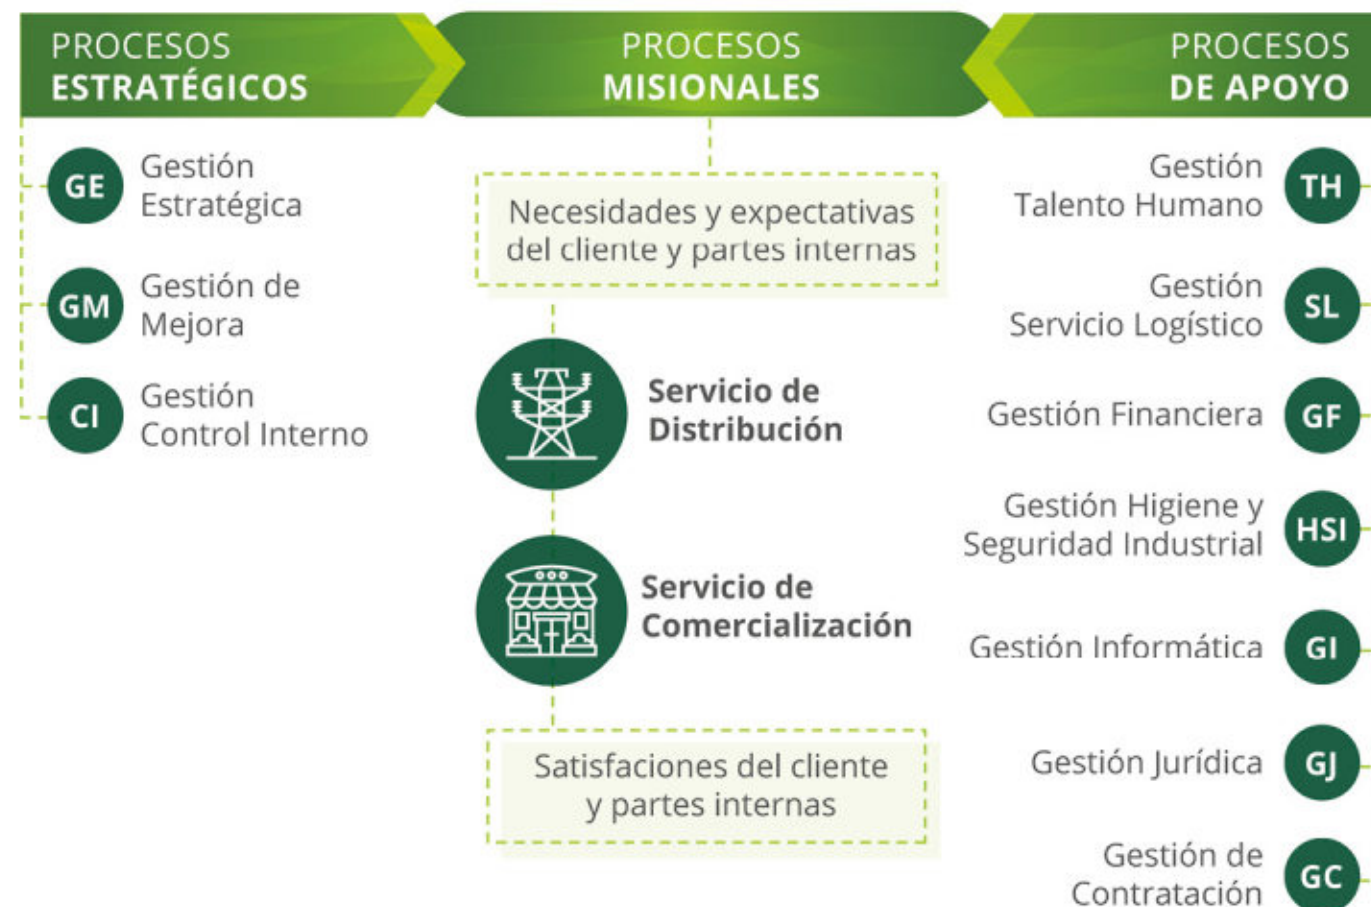 PROCESOS
ESTRATÉGICOS
GE
Gestión
Estratégica
GM
Gestión de
Mejora
CI
Gestión
Control Interno
PROCESOS
MISIONALES
Necesidades y expectativas
del cliente y partes internas
Servicio de
Distribución
Servicio de
Comercialización
Satisfaciones del cliente
y partes internas
PROCESOS
DE APOYO
Gestión
Talento Humano
TH
Gestión
Servicio Logístico
SL
Gestión Financiera
GF
Gestión Higiene y
Seguridad Industrial
HSI
Gestión Informática
GI
Gestión Jurídica
GJ
Gestión de
Contratación
GC